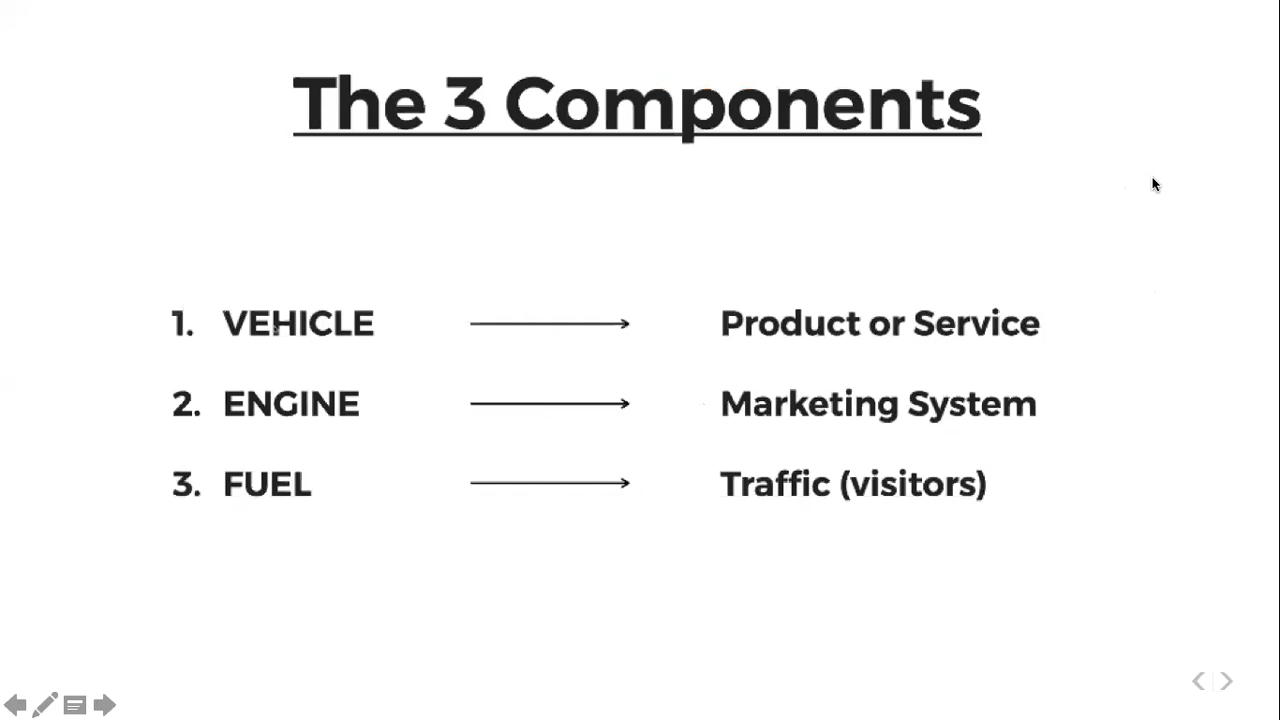 The 3 Components
1. VEHICLE → Product or Service
2. ENGINE → Marketing System
3. FUEL → Traffic (visitors)